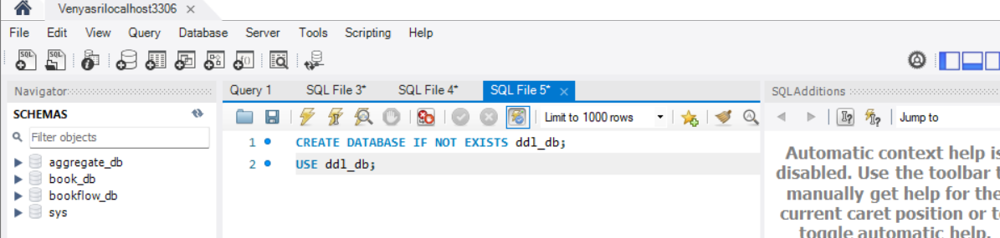 Venyasrilocalhost3306 ×
File Edit View Query Database Server Tools Scripting Help
SQL SQL
Navigator
Query 1 SQL File 3* SQL File 4* SQL File 5* ×
SQLAdditions
SCHEMAS
Filter objects
aggregate_db
book_db
bookflow_db
sys
Limit to 1000 rows
Jump to
1 CREATE DATABASE IF NOT EXISTS ddl_db;
2 USE ddl_db;
Automatic context help is
disabled. Use the toolbar t
manually get help for the
current caret position or to
toggle automatic help.